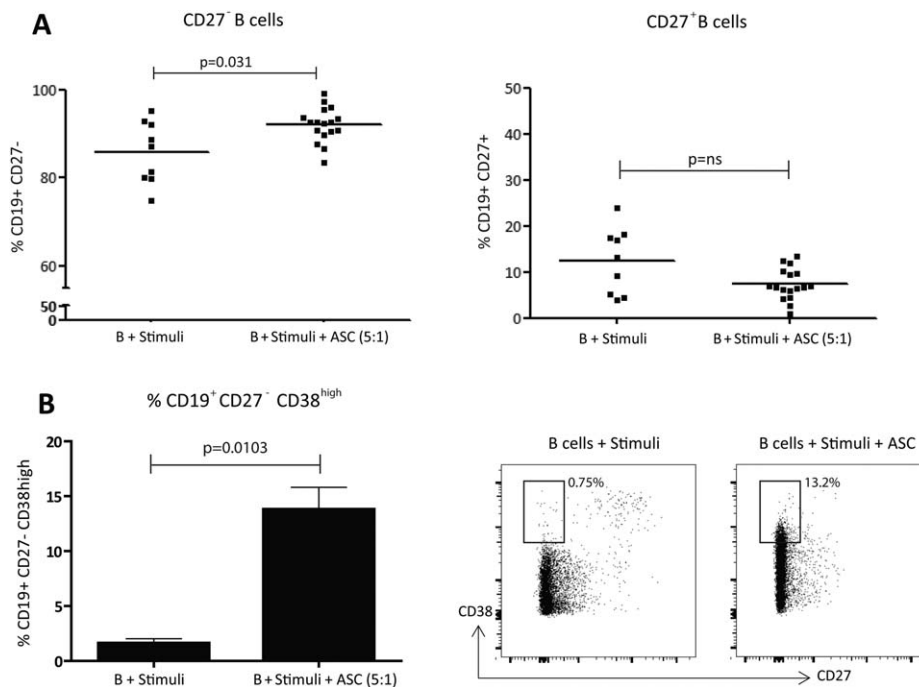 A
CD27⁻ B cells
p=0.031
% CD19+ CD27-
100
80
60
50
0
B + Stimuli
B + Stimuli + ASC (5:1)
CD27⁺B cells
p=ns
% CD19+ CD27+
50
40
30
20
10
0
B + Stimuli
B + Stimuli + ASC (5:1)
B
% CD19⁺CD27⁻ CD38ʰⁱᵍʰ
p=0.0103
% CD19+ CD27- CD38high
20
15
10
5
0
B + Stimuli
B + Stimuli + ASC (5:1)
B cells + Stimuli
0.75%
B cells + Stimuli + ASC
13.2%
CD38
CD27